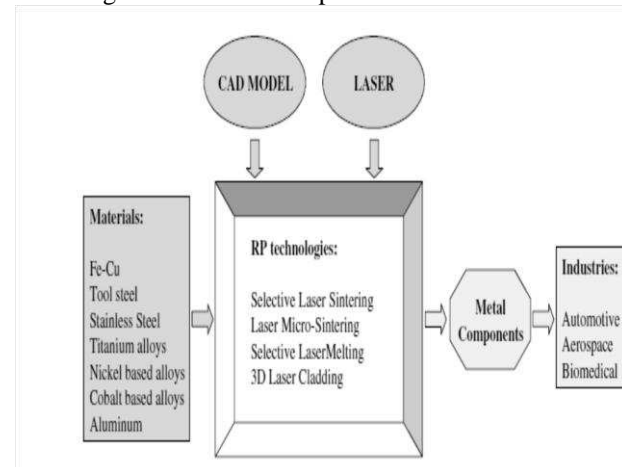 CAD MODEL
LASER
Materials:
Fe-Cu
Tool steel
Stainless Steel
Titanium alloys
Nickel based alloys
Cobalt based alloys
Aluminum
RP technologies:
Selective Laser Sintering
Laser Micro-Sintering
Selective LaserMelting
3D Laser Cladding
Metal
Components
Industries:
Automotive
Aerospace
Biomedical